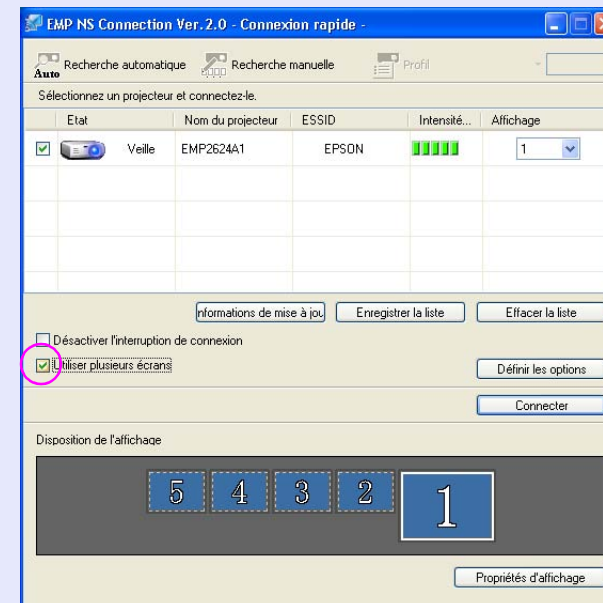 EMP NS Connection Ver.2.0 - Connexion rapide -
Auto Recherche automatique Recherche manuelle Profil
Sélectionnez un projecteur et connectez-le.
Etat Nom du projecteur ESSID Intensité... Affichage
Veille EMP2624A1 EPSON 1
nformations de mise à jou Enregistrer la liste Effacer la liste
Désactiver l'interruption de connexion
Utiliser plusieurs écrans
Définir les options
Connecter
Disposition de l'affichage
5 4 3 2 1
Propriétés d'affichage